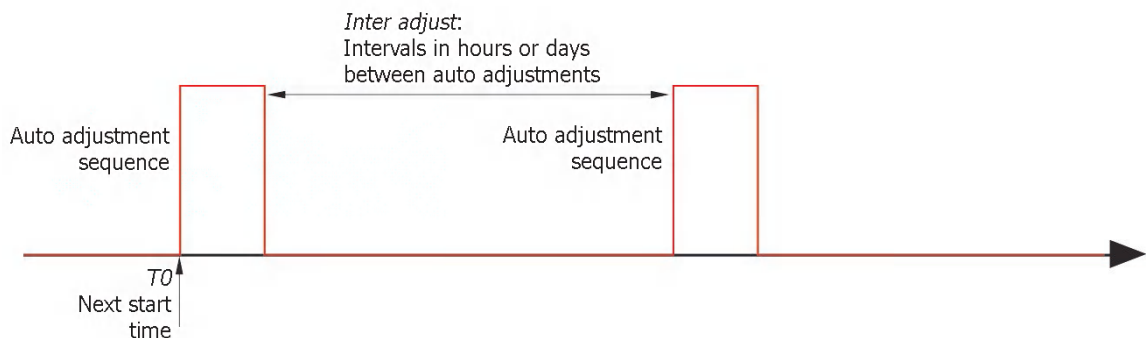 Inter adjust:
Intervals in hours or days
between auto adjustments
Auto adjustment
sequence
Auto adjustment
sequence
T0
Next start
time